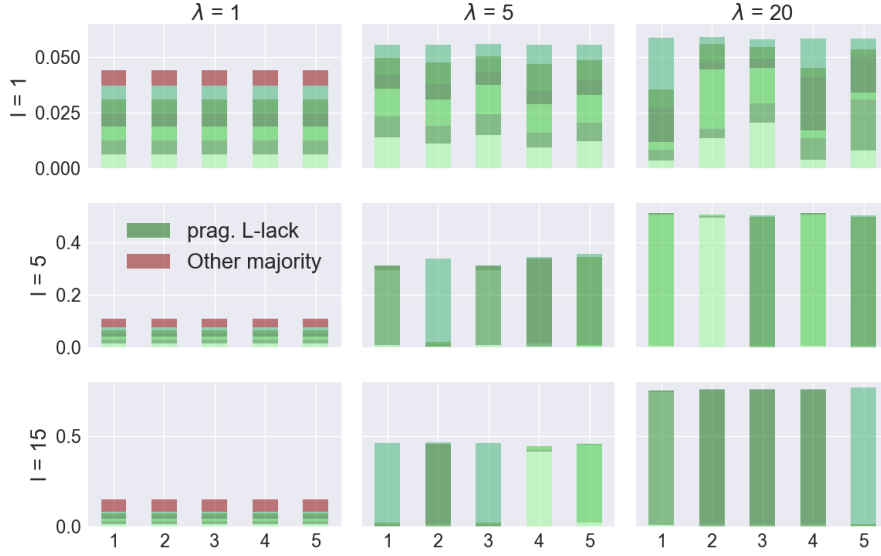 λ = 1 λ = 5 λ = 20
l = 1
0.050
0.025
0.000
l = 5
0.4
0.2
0.0
prag. L-lack
Other majority
l = 15
0.5
0.0
1 2 3 4 5 1 2 3 4 5 1 2 3 4 5